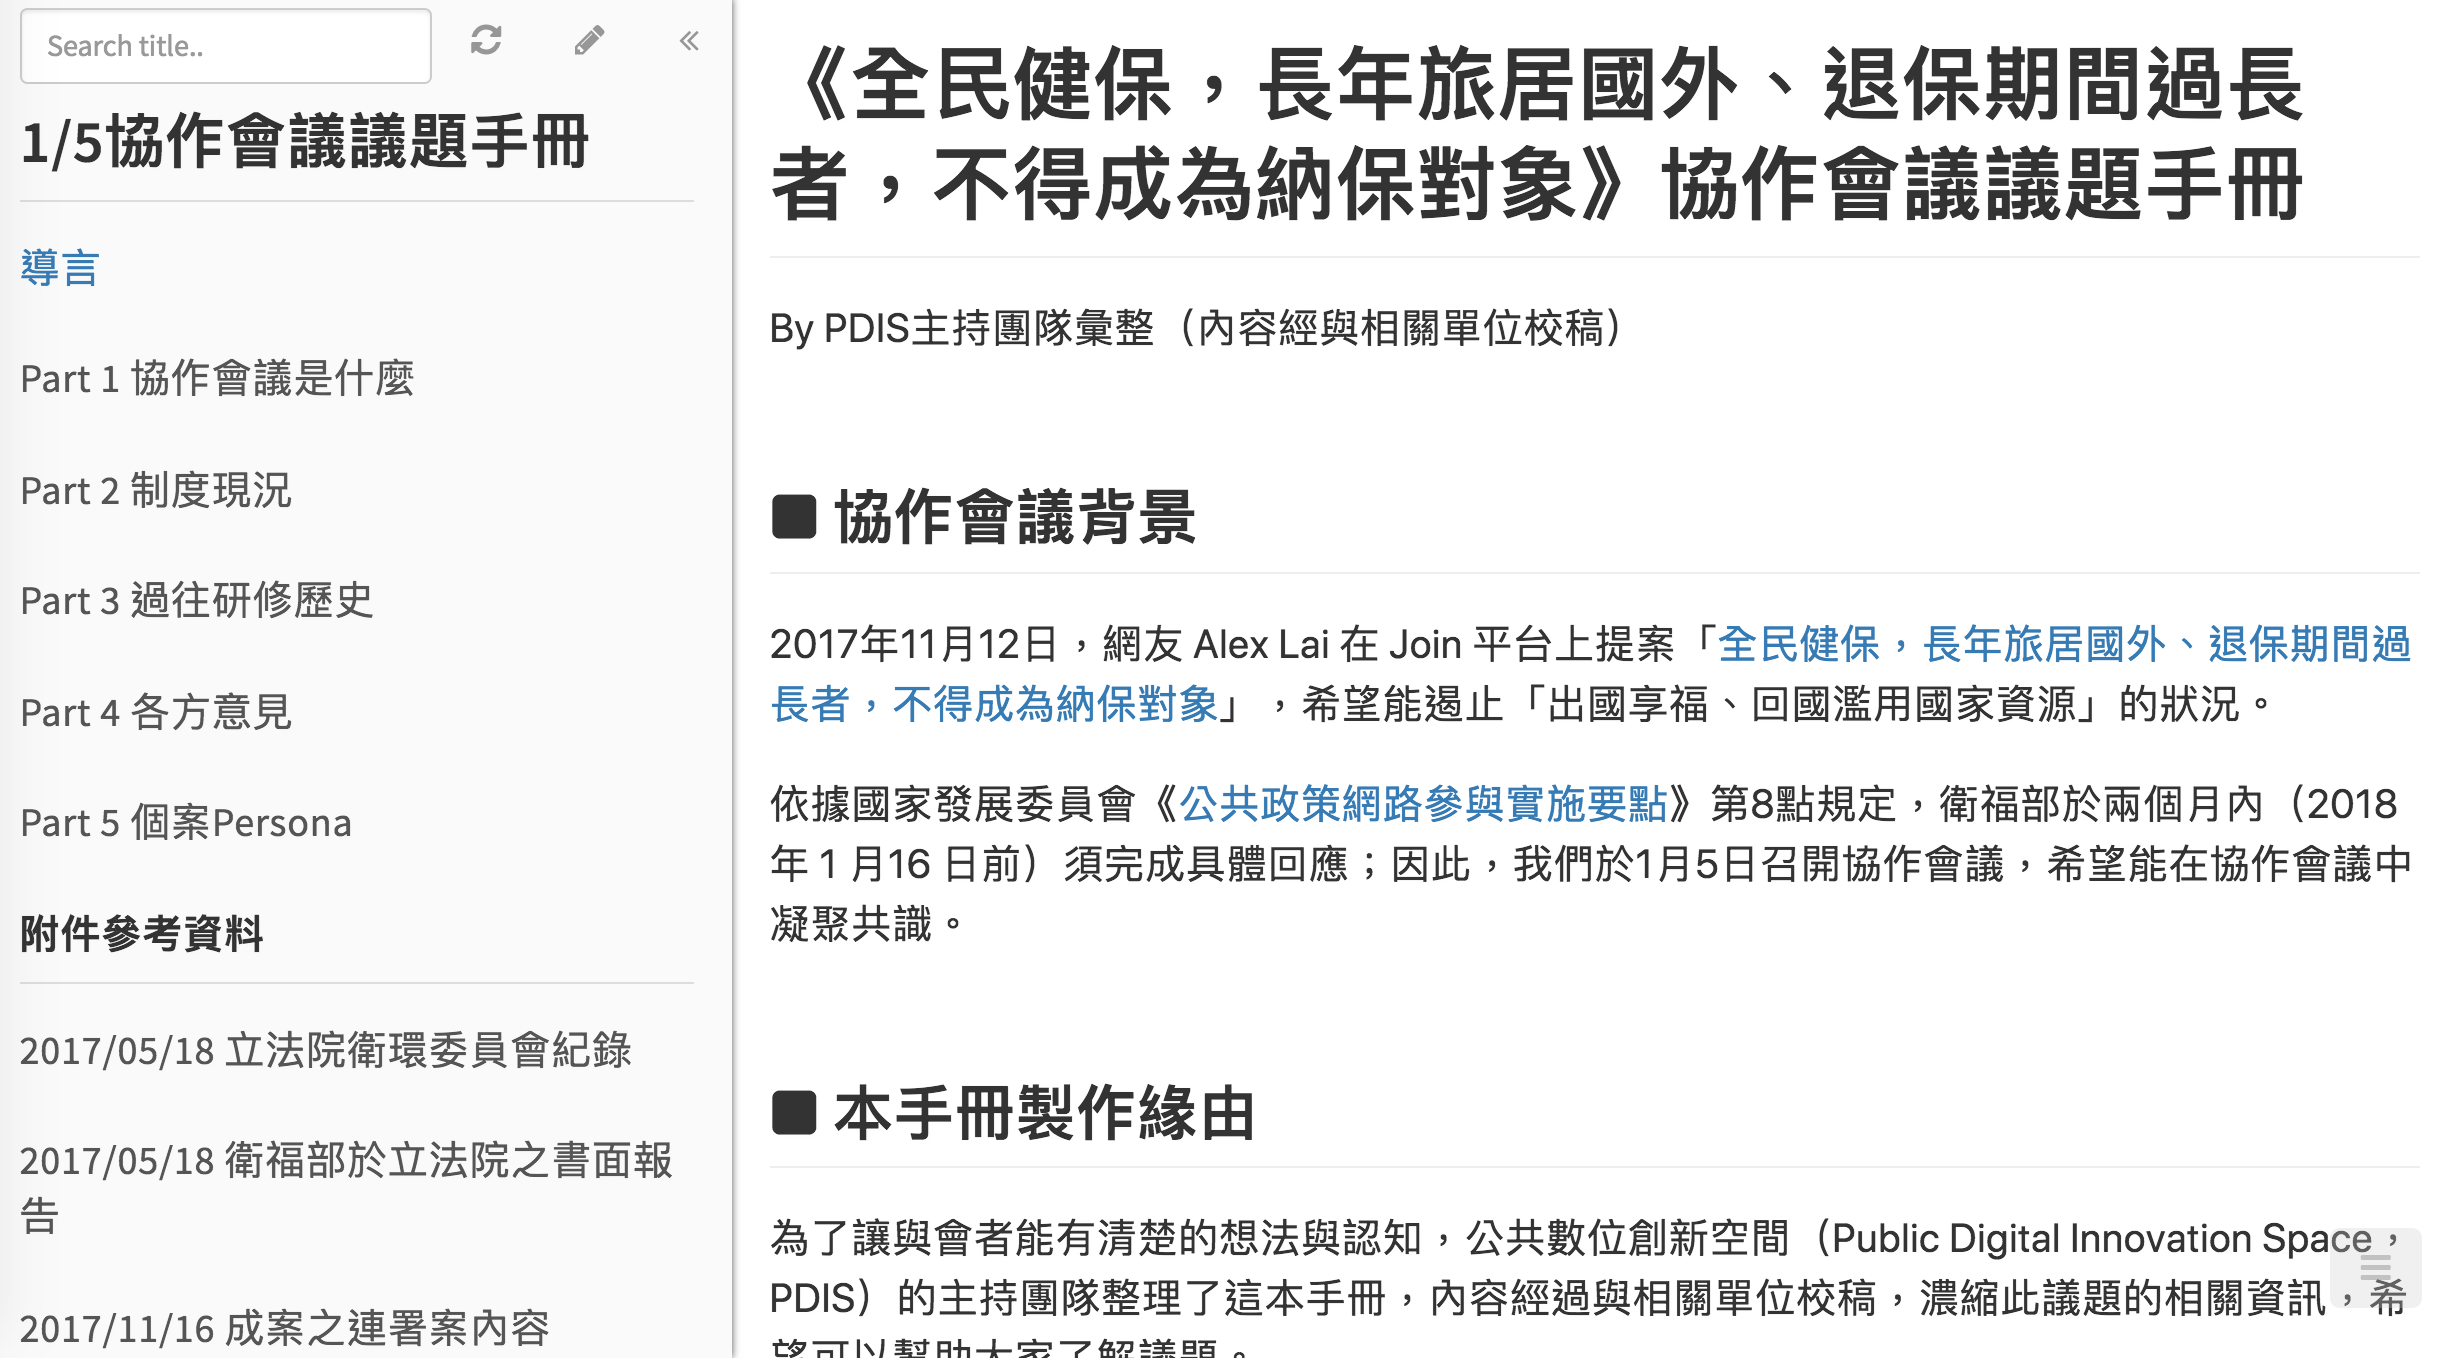 Search title..
1/5協作會議議題手冊
導言
Part 1 協作會議是什麼
Part 2 制度現況
Part 3 過往研修歷史
Part 4 各方意見
Part 5 個案Persona
附件參考資料
2017/05/18 立法院衛環委員會紀錄
2017/05/18 衛福部於立法院之書面報
告
2017/11/16 成案之連署案內容
《全民健保，長年旅居國外、退保期間過長
者，不得成為納保對象》協作會議議題手冊
By PDIS主持團隊彙整（內容經與相關單位校稿）
■ 協作會議背景
2017年11月12日，網友 Alex Lai 在 Join 平台上提案「全民健保，長年旅居國外、退保期間過
長者，不得成為納保對象」，希望能遏止「出國享福、回國濫用國家資源」的狀況。
依據國家發展委員會《公共政策網路參與實施要點》第8點規定，衛福部於兩個月內（2018
年 1 月16 日前）須完成具體回應；因此，我們於1月5日召開協作會議，希望能在協作會議中
凝聚共識。
■ 本手冊製作緣由
為了讓與會者能有清楚的想法與認知，公共數位創新空間（Public Digital Innovation Space，
PDIS）的主持團隊整理了這本手冊，內容經過與相關單位校稿，濃縮此議題的相關資訊，希
望可以幫助大家了解議題。